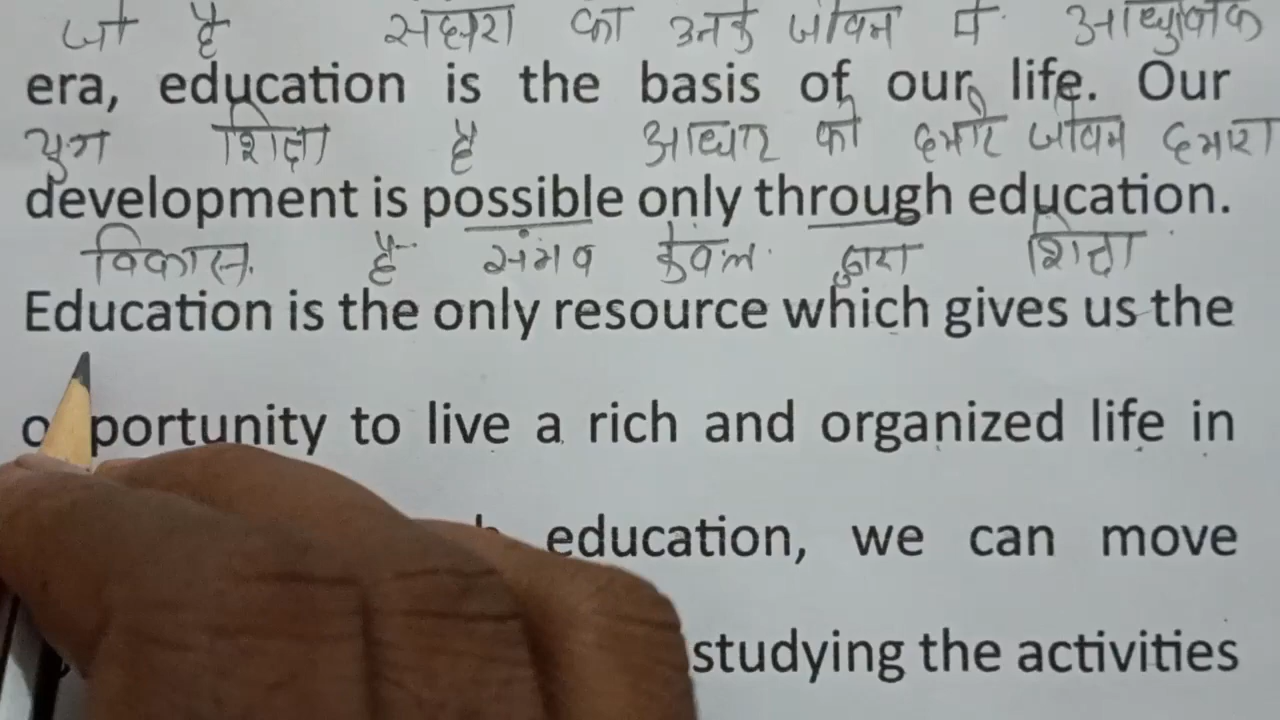 जो है सहारा का उनके जीवन में आधुनिक
era, education is the basis of our life. Our
युग शिक्षा है आधार की हमारे जीवन हमारा
development is possible only through education.
विकास है संभव केवल द्वारा शिक्षा
Education is the only resource which gives us the
opportunity to live a rich and organized life in
education, we can move
studying the activities